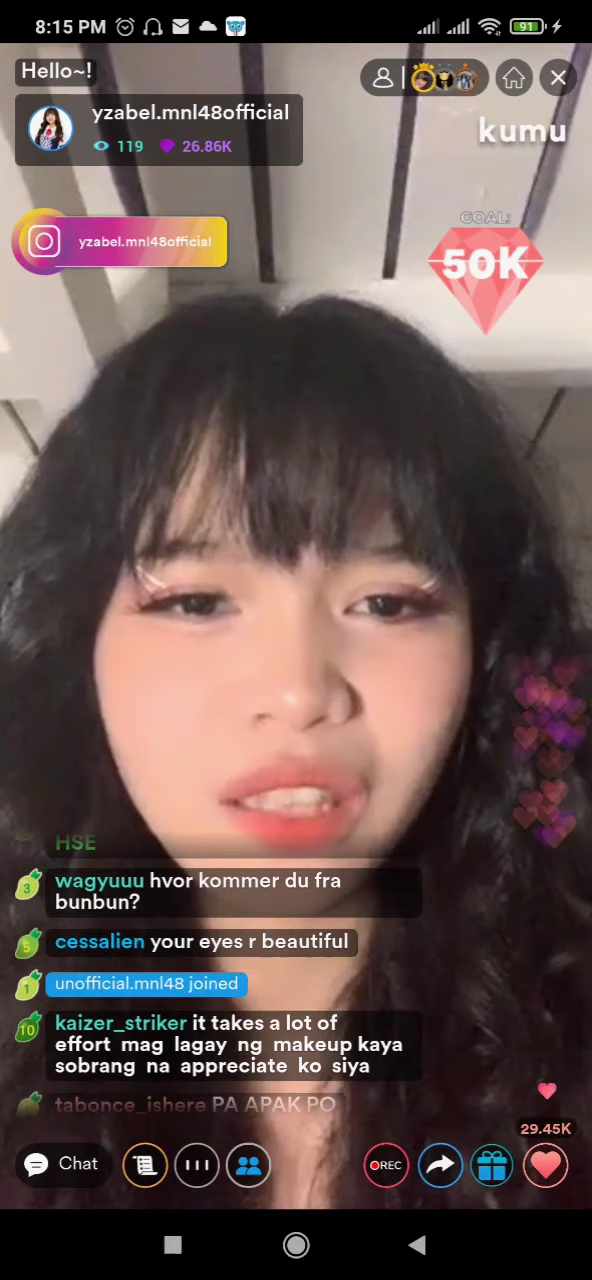 8:15 PM
91
Hello~!
yzabel.mnl48official
119
26.86K
kumu
yzabel.mnl48official
GOAL:
50K
HSE
3
wagyuuu hvor kommer du fra
bunbun?
5
cessalien your eyes r beautiful
1
unofficial.mnl48 joined
10
kaizer_striker it takes a lot of
effort mag lagay ng makeup kaya
sobrang na appreciate ko siya
tabonce_ishere PA APAK PO
29.45K
Chat
REC